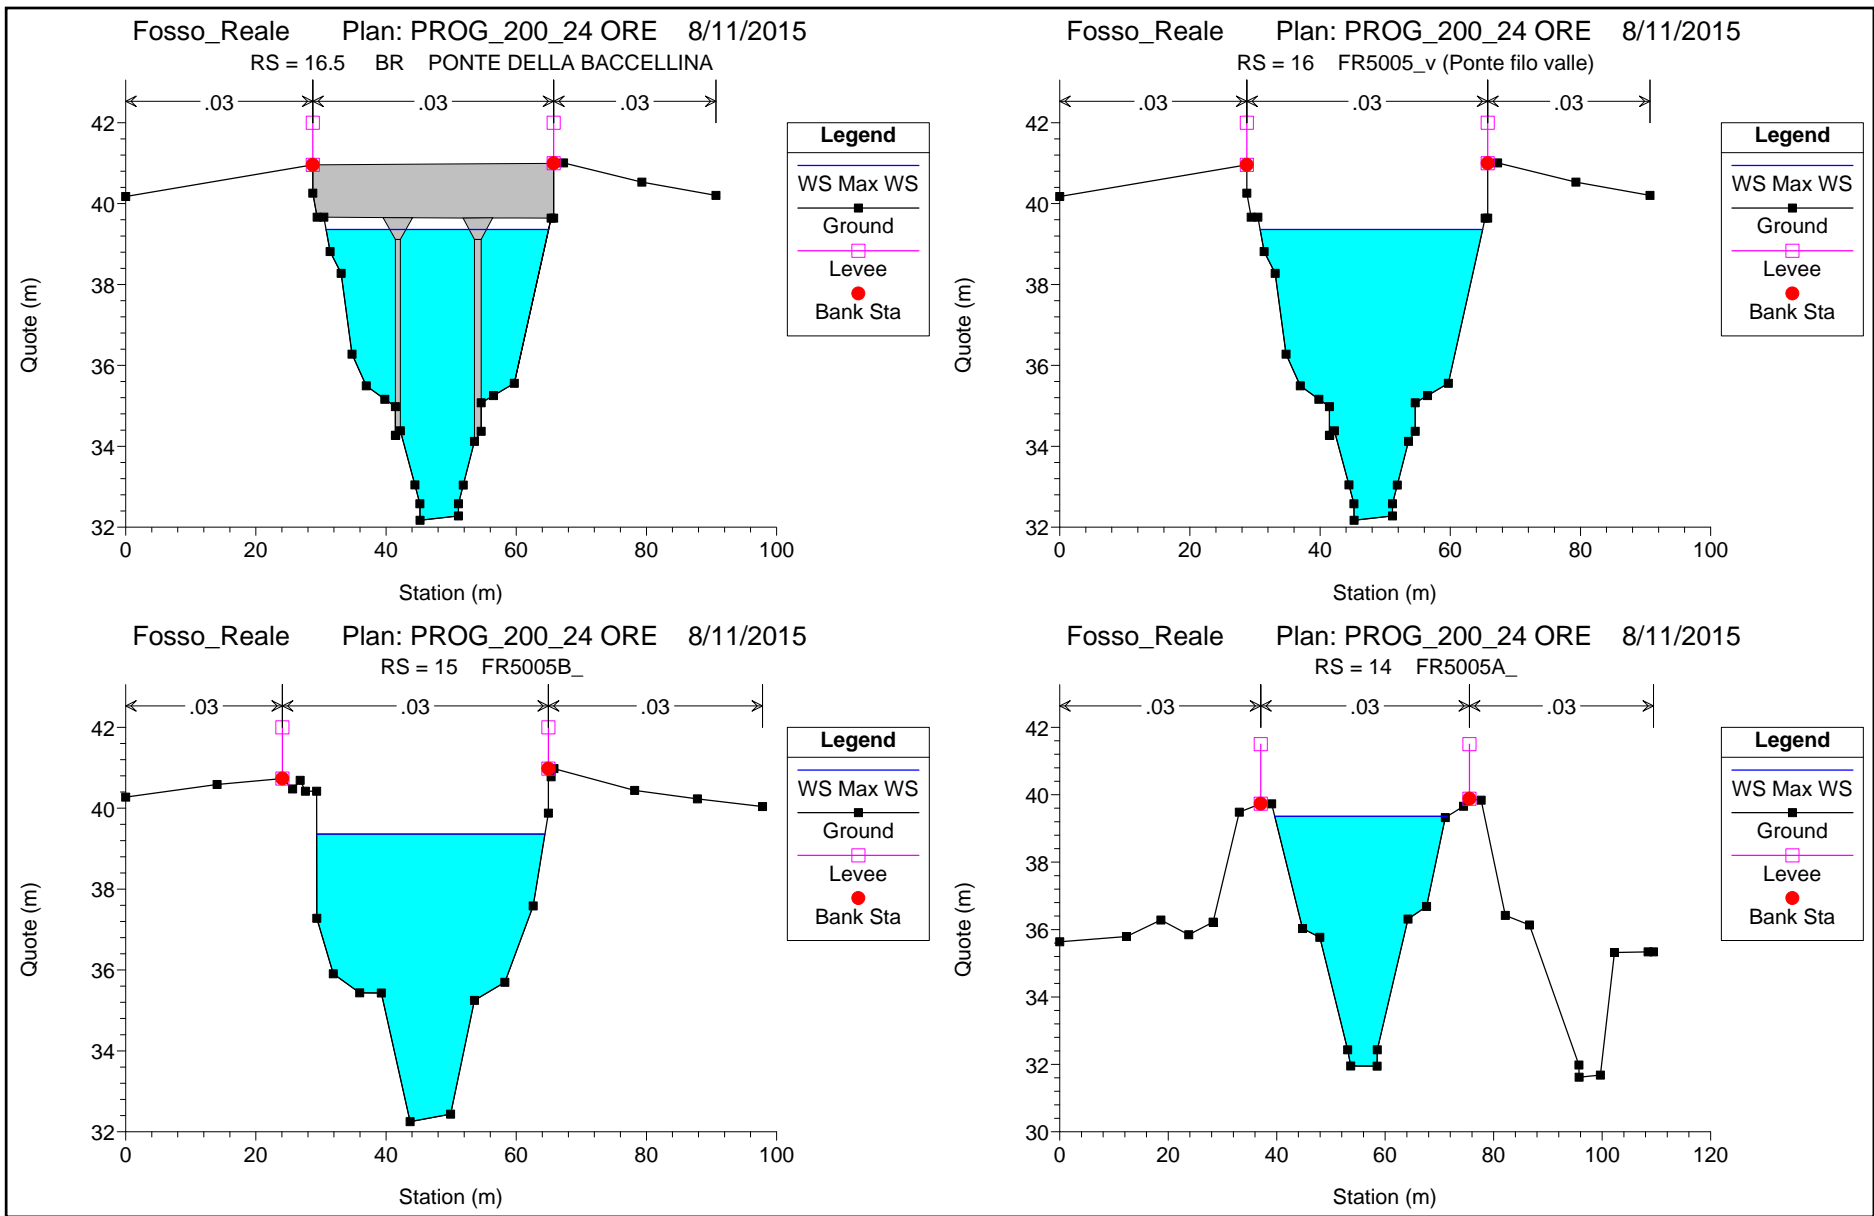 Fosso_Reale Plan: PROG_200_24 ORE 8/11/2015
RS = 16.5 BR PONTE DELLA BACCELLINA
.03 .03 .03
42
40
38
36
34
32
0 20 40 60 80 100
Station (m)
Quote (m)
Legend
WS Max WS
Ground
Levee
Bank Sta
Fosso_Reale Plan: PROG_200_24 ORE 8/11/2015
RS = 16 FR5005_v (Ponte filo valle)
.03 .03 .03
42
40
38
36
34
32
0 20 40 60 80 100
Station (m)
Quote (m)
Legend
WS Max WS
Ground
Levee
Bank Sta
Fosso_Reale Plan: PROG_200_24 ORE 8/11/2015
RS = 15 FR5005B_
.03 .03 .03
42
40
38
36
34
32
0 20 40 60 80 100
Station (m)
Quote (m)
Legend
WS Max WS
Ground
Levee
Bank Sta
Fosso_Reale Plan: PROG_200_24 ORE 8/11/2015
RS = 14 FR5005A_
.03 .03 .03
42
40
38
36
34
32
30
0 20 40 60 80 100 120
Station (m)
Quote (m)
Legend
WS Max WS
Ground
Levee
Bank Sta